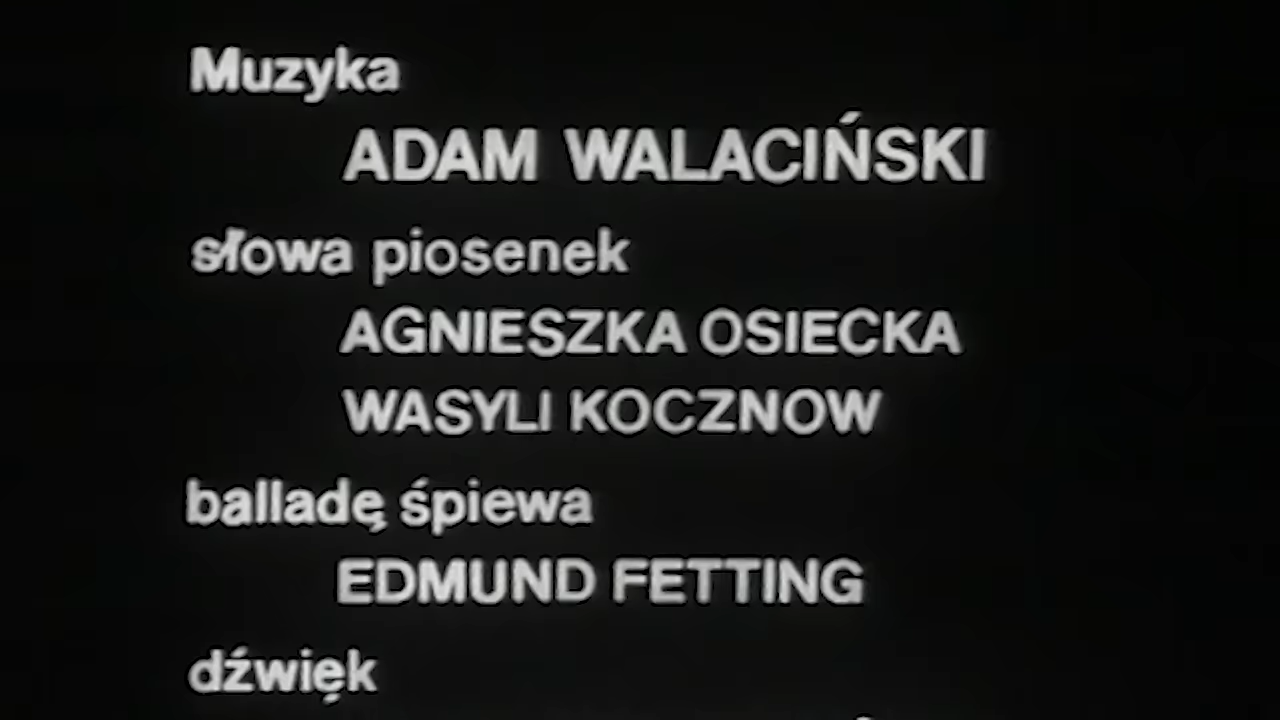 Muzyka
ADAM WALACIŃSKI
słowa piosenek
AGNIESZKA OSIECKA
WASYLI KOCZNOW
balladę śpiewa
EDMUND FETTING
dźwięk